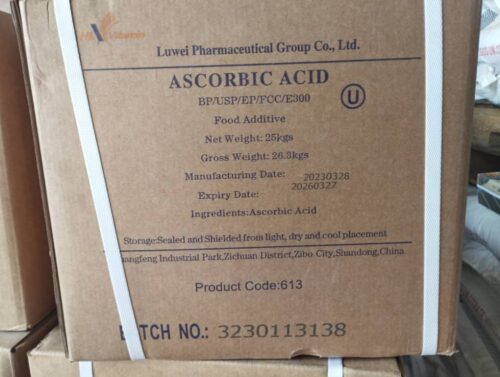 Luwei Pharmaceutical Group Co., Ltd.
ASCORBIC ACID
BP/USP/EP/FCC/E300
U
Food Additive
Net Weight: 25kgs
Gross Weight: 26.3kgs
Manufacturing Date: 20230328
Expiry Date: 20260327
Ingredients:Ascorbic Acid
Storage:Sealed and Shielded from light, dry and cool placement
Industrial Park,Zichuan District,Zibo City,Shandong,China
Product Code:613
NO.: 3230113138